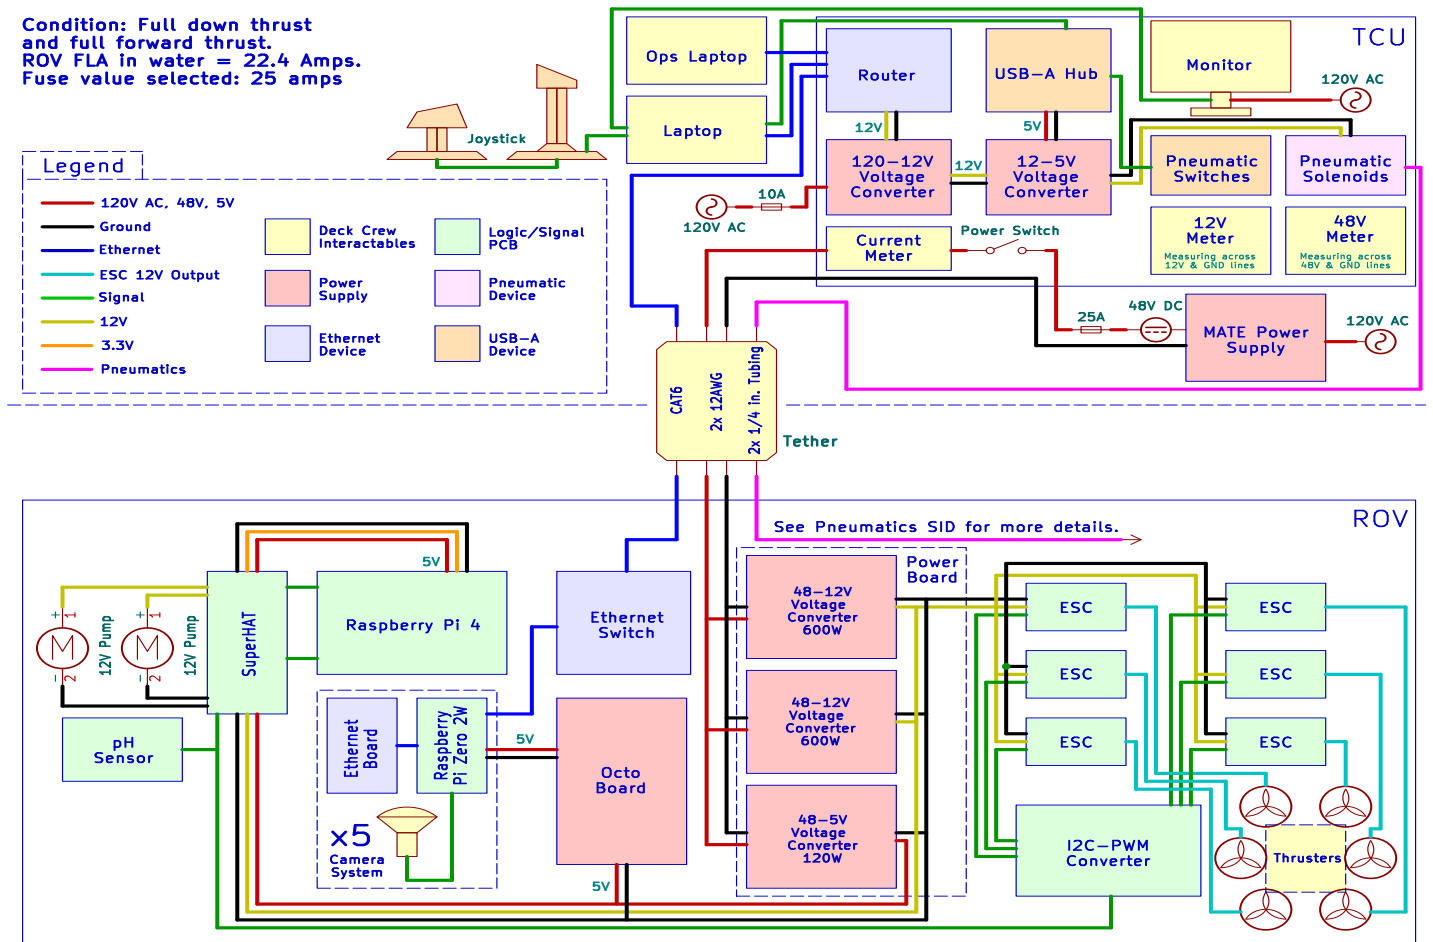 Condition: Full down thrust
and full forward thrust.
ROV FLA in water = 22.4 Amps.
Fuse value selected: 25 amps
Joystick
Ops Laptop
Laptop
TCU
Router
USB-A Hub
Monitor
120V AC
12V
5V
120-12V
Voltage
Converter
12V
12-5V
Voltage
Converter
Pneumatic
Switches
Pneumatic
Solenoids
10A
120V AC
Current
Meter
Power Switch
12V
Meter
Measuring across
12V & GND lines
48V
Meter
Measuring across
48V & GND lines
25A
48V DC
MATE Power
Supply
120V AC
Legend
120V AC, 48V, 5V
Ground
Ethernet
ESC 12V Output
Signal
12V
3.3V
Pneumatics
Deck Crew
Interactables
Power
Supply
Ethernet
Device
Logic/Signal
PCB
Pneumatic
Device
USB-A
Device
CAT6
2x 12AWG
2x 1/4 in. Tubing
Tether
ROV
See Pneumatics SID for more details.
5V
+
1
M
−
2
12V Pump
+
1
M
−
2
12V Pump
SuperHAT
Raspberry Pi 4
Ethernet
Switch
pH
Sensor
Ethernet
Board
Raspberry
Pi Zero 2W
5V
x5
Camera
System
Octo
Board
5V
Power
Board
48-12V
Voltage
Converter
600W
48-12V
Voltage
Converter
600W
48-5V
Voltage
Converter
120W
ESC
ESC
ESC
ESC
ESC
ESC
I2C-PWM
Converter
Thrusters